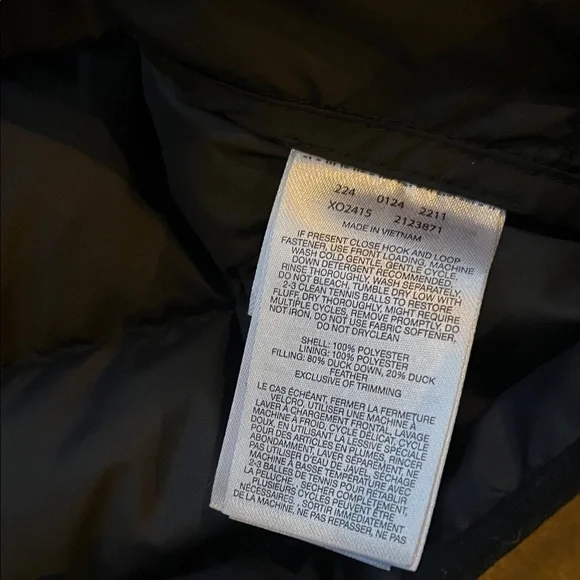 224 0124 2211
XO2415 2123871
MADE IN VIETNAM
IF PRESENT CLOSE HOOK AND LOOP
FASTENER, USE FRONT LOADING, MACHINE
WASH COLD GENTLE, GENTLE CYCLE,
DOWN DETERGENT RECOMMENDED,
RINSE THOROUGHLY, WASH SEPARATELY,
DO NOT BLEACH, TUMBLE DRY LOW WITH
2-3 CLEAN TENNIS BALLS TO RESTORE
FLUFF, DRY THOROUGHLY, MIGHT REQUIRE
MULTIPLE CYCLES, REMOVE PROMPTLY, DO
NOT IRON, DO NOT USE FABRIC SOFTENER,
DO NOT DRYCLEAN
SHELL: 100% POLYESTER
LINING: 100% POLYESTER
FILLING: 80% DUCK DOWN, 20% DUCK
FEATHER
EXCLUSIVE OF TRIMMING
LE CAS ÉCHÉANT, FERMER LA FERMETURE
VELCRO, UTILISER UNE MACHINE À
LAVER À CHARGEMENT FRONTAL, LAVAGE
MACHINE À FROID, CYCLE DÉLICAT, CYCLE
DOUX. EN UTILISANT LA LESSIVE SPÉCIALE
POUR DES ARTICLES EN PLUMES, RINCER
ABONDAMMENT, LAVER SÉPARÉMENT, NE
PAS UTILISER D'EAU DE JAVEL, SÉCHAGE
MACHINE À BASSE TEMPÉRATURE AVEC
2-3 BALLES DE TENNIS POUR RÉTABLIR
LA PELUCHE, SÉCHER COMPLÈTEMENT,
PLUSIEURS CYCLES PEUVENT ÊTRE
NÉCESSAIRES, SORTIR IMMÉDIATEMENT
NE PAS REPASSER, NE PAS